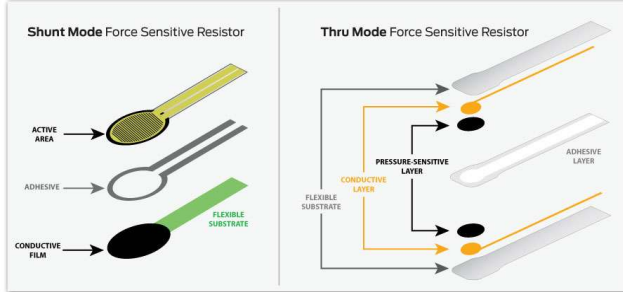 Shunt Mode Force Sensitive Resistor
ACTIVE
AREA
ADHESIVE
FLEXIBLE
SUBSTRATE
CONDUCTIVE
FILM
Thru Mode Force Sensitive Resistor
PRESSURE-SENSITIVE
LAYER
ADHESIVE
LAYER
CONDUCTIVE
LAYER
FLEXIBLE
SUBSTRATE